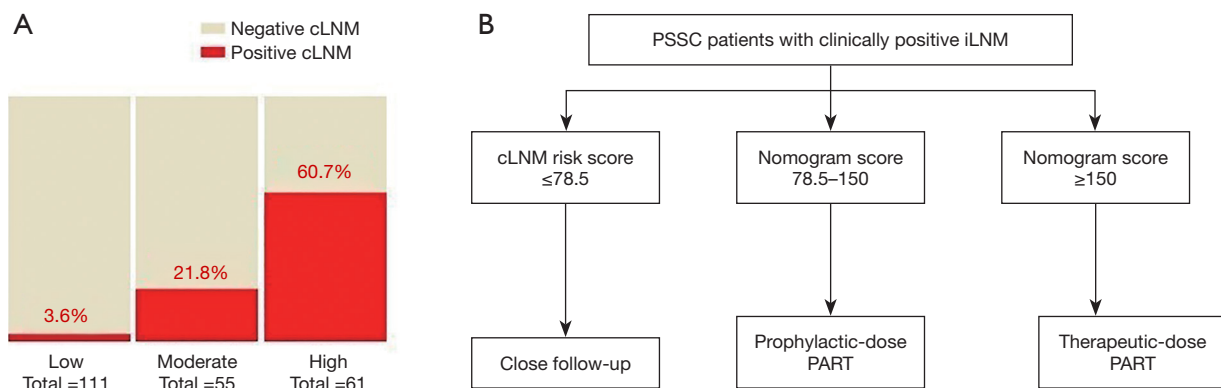 A
Negative cLNM
Positive cLNM
3.6%
21.8%
60.7%
Low
Total =111
Moderate
Total =55
High
Total =61
B
PSSC patients with clinically positive iLNM
cLNM risk score
≤78.5
Nomogram score
78.5–150
Nomogram score
≥150
Close follow-up
Prophylactic-dose
PART
Therapeutic-dose
PART